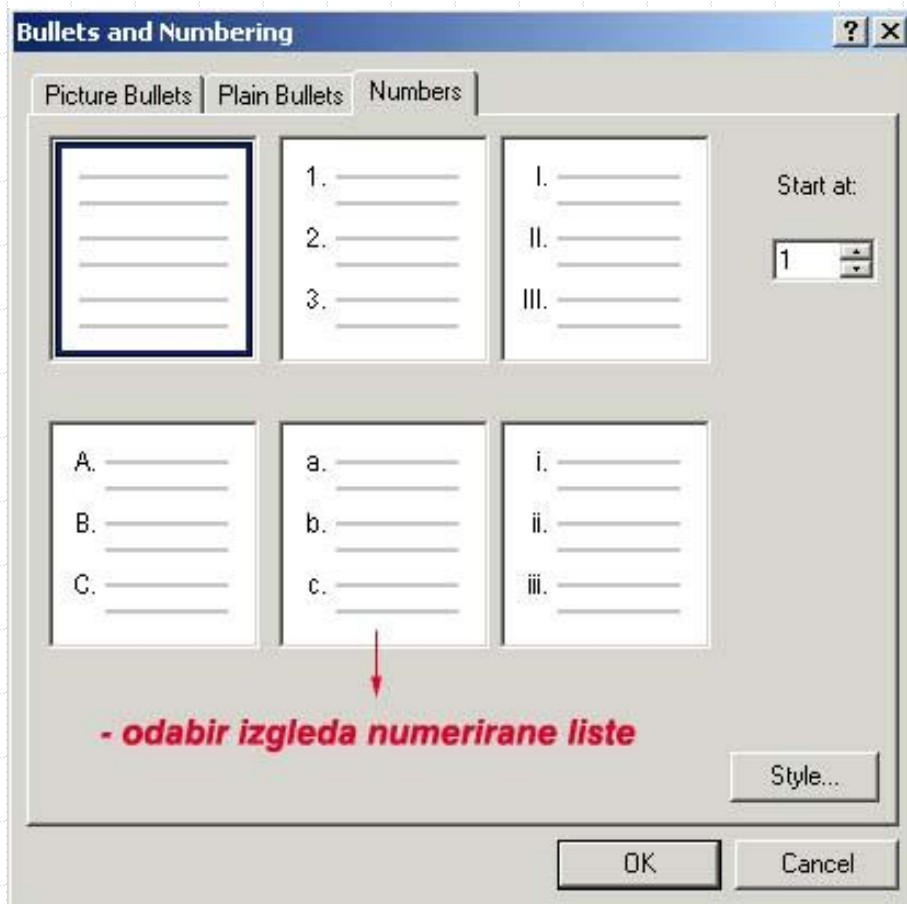 Bullets and Numbering
Picture Bullets Plain Bullets Numbers
1.
2.
3.
I.
II.
III.
Start at:
1
A.
B.
C.
a.
b.
c.
i.
ii.
iii.
- odabir izgleda numerirane liste
Style...
OK Cancel